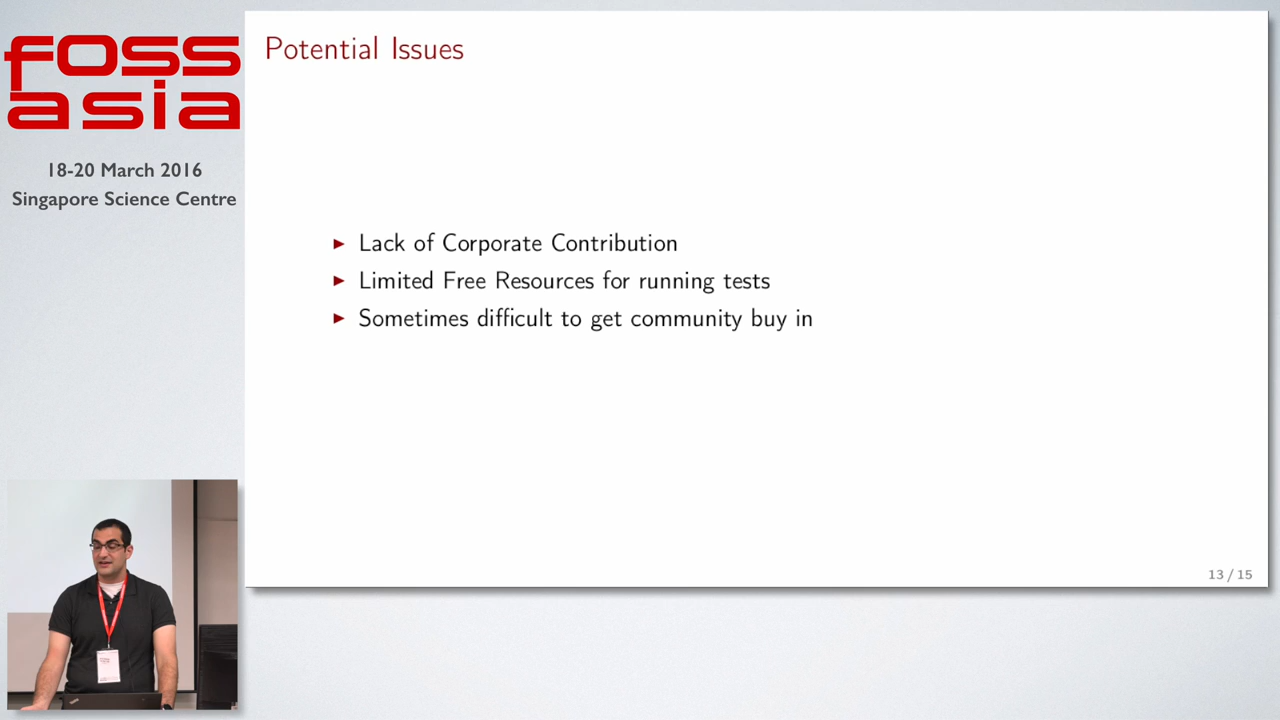 foss
asia
18-20 March 2016
Singapore Science Centre
Potential Issues
Lack of Corporate Contribution
Limited Free Resources for running tests
Sometimes difficult to get community buy in
13 / 15